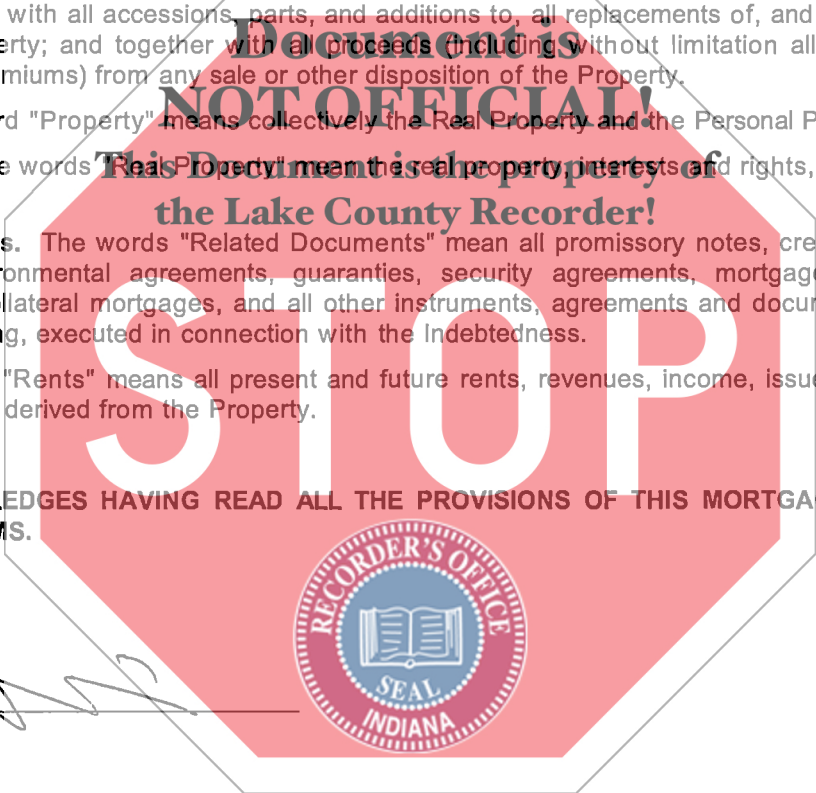 with all accessions, parts, and additions to, all replacements of, and
Document is
erty; and together with all proceeds (including without limitation all
miums) from any sale or other disposition of the Property.
NOT OFFICIAL!
rd "Property" means collectively the Real Property and the Personal P
This Document is the property of
e words "Real Property" mean the real property, interests and rights,
the Lake County Recorder!
s. The words "Related Documents" mean all promissory notes, cre
ronmental agreements, guaranties, security agreements, mortgage
llateral mortgages, and all other instruments, agreements and docum
ng, executed in connection with the Indebtedness.
STOP
"Rents" means all present and future rents, revenues, income, issue
derived from the Property.
LEDGES HAVING READ ALL THE PROVISIONS OF THIS MORTGA
MS.
RECORDER'S OFFICE
SEAL
INDIANA